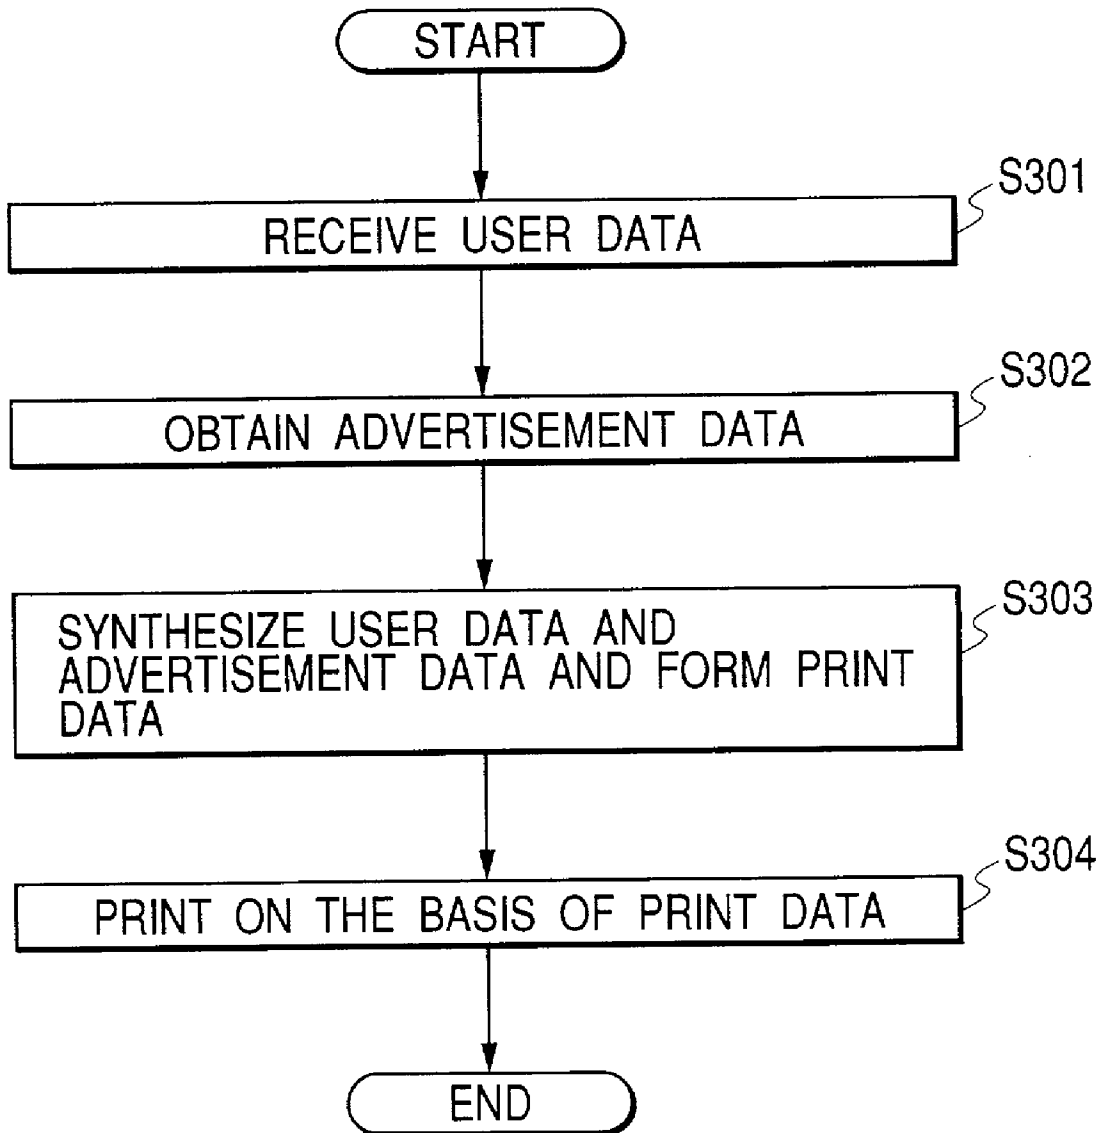 START
S301
RECEIVE USER DATA
S302
OBTAIN ADVERTISEMENT DATA
S303
SYNTHESIZE USER DATA AND
ADVERTISEMENT DATA AND FORM PRINT
DATA
S304
PRINT ON THE BASIS OF PRINT DATA
END